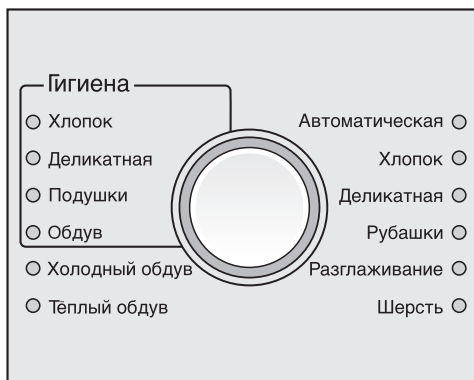 Гигиена
Хлопок
Деликатная
Подушки
Обдув
Холодный обдув
Тёплый обдув
Автоматическая
Хлопок
Деликатная
Рубашки
Разглаживание
Шерсть